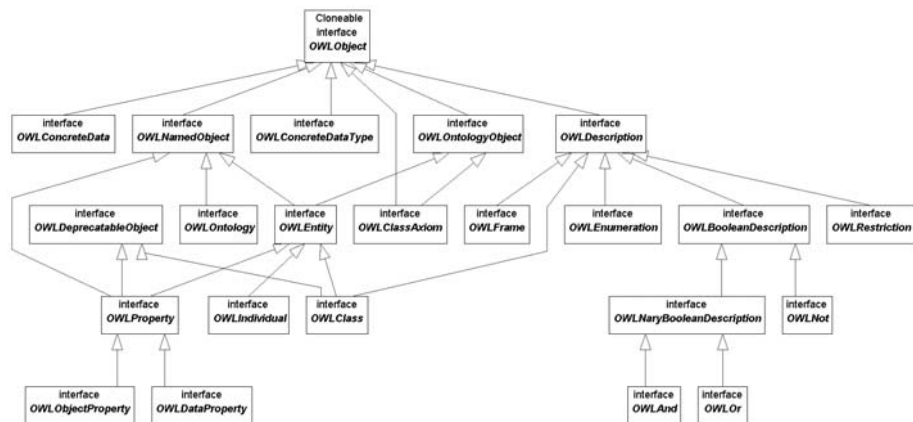 Cloneable
interface
OWLObject
interface
OWLConcreteData
interface
OWLNamedObject
interface
OWLConcreteDataType
interface
OWLOntologyObject
interface
OWLDescription
interface
OWLDeprecatableObject
interface
OWLOntology
interface
OWLEntity
interface
OWLClassAxiom
interface
OWLFrame
interface
OWLEnumeration
interface
OWLBooleanDescription
interface
OWLRestriction
interface
OWLProperty
interface
OWLIndividual
interface
OWLClass
interface
OWLNaryBooleanDescription
interface
OWLNot
interface
OWLObjectProperty
interface
OWLDataProperty
interface
OWLAnd
interface
OWLOr